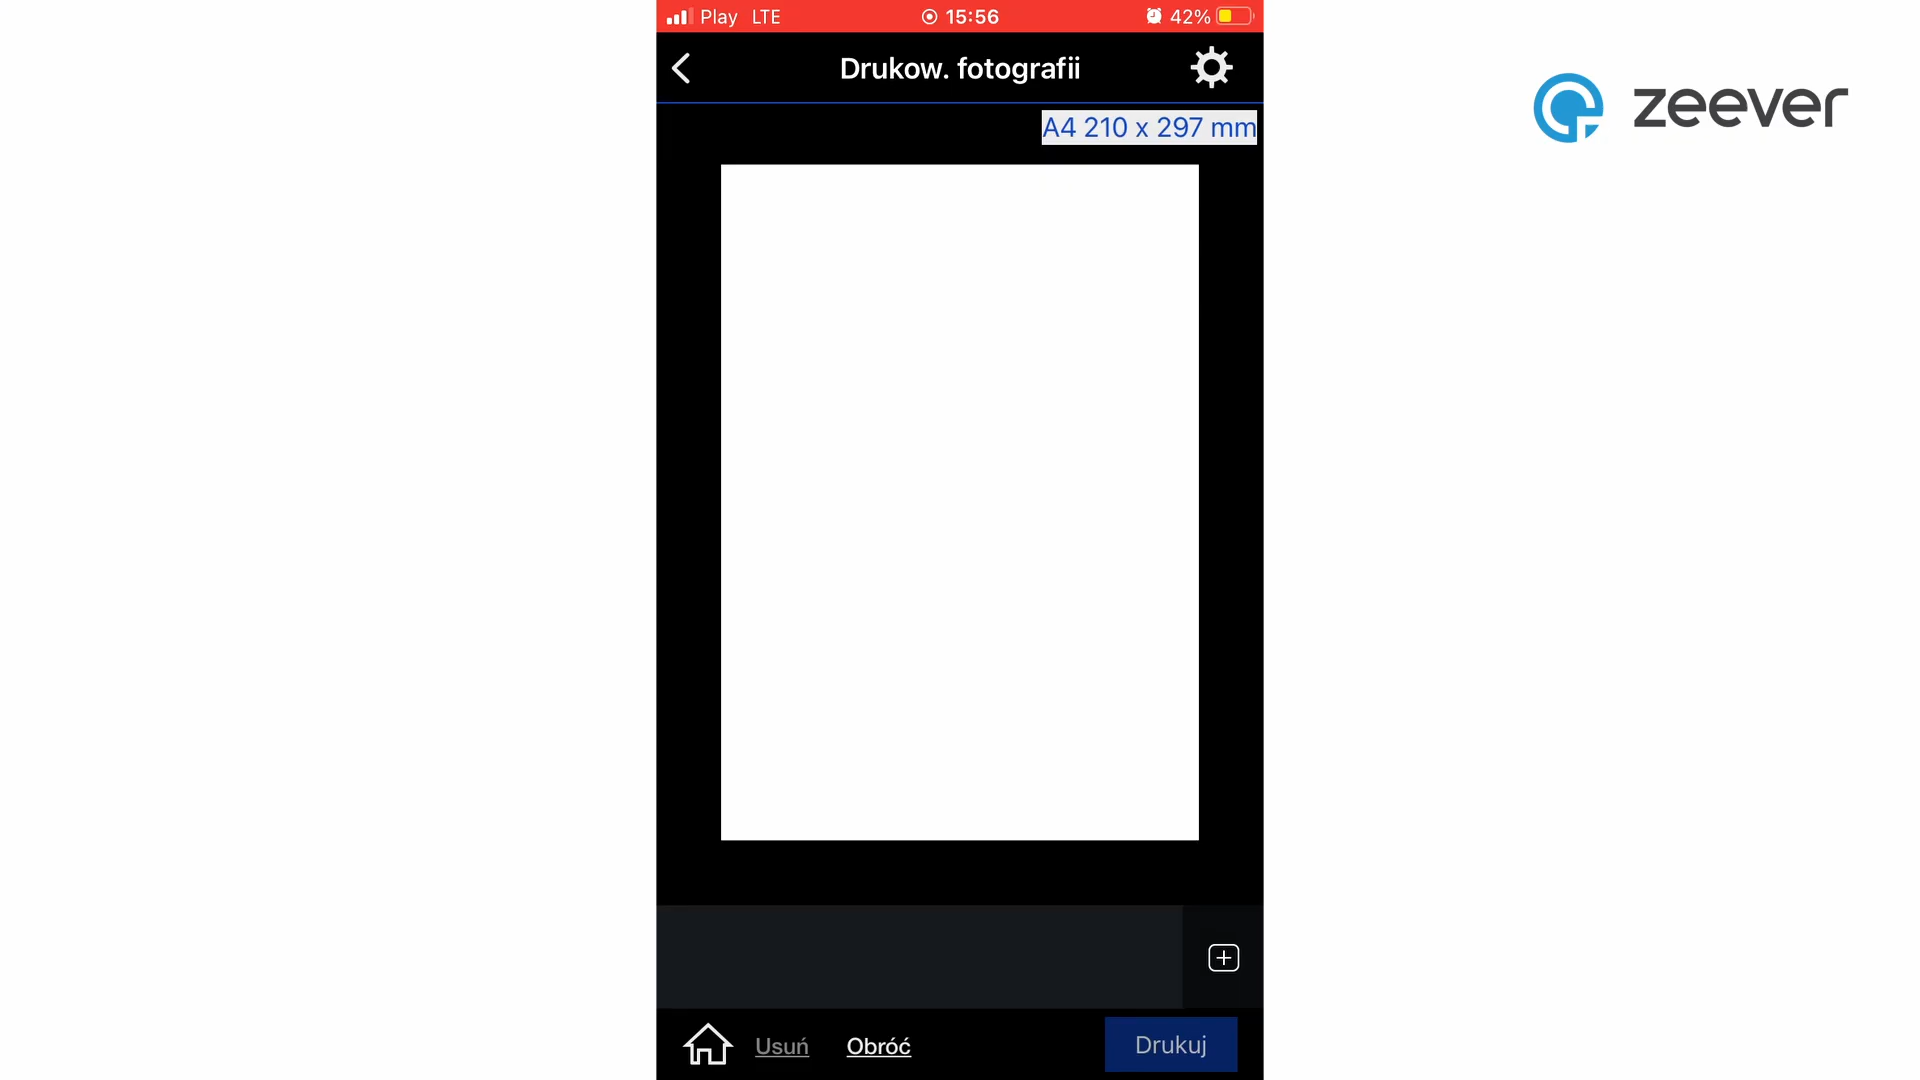 Play LTE 15:56 42%
zeever
Drukow. fotografii
A4 210 x 297 mm
Usuń Obróć Drukuj